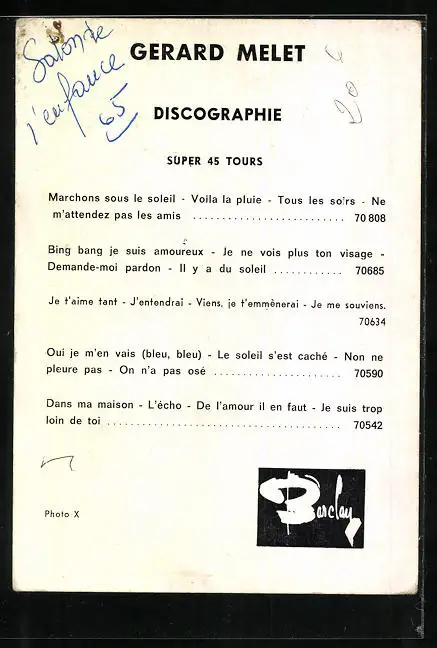 Salon de
l'enfance
65
GERARD MELET
DISCOGRAPHIE
SUPER 45 TOURS
Marchons sous le soleil - Voila la pluie - Tous les soirs - Ne
m'attendez pas les amis ......................... 70 808
Bing bang je suis amoureux - Je ne vois plus ton visage -
Demande-moi pardon - Il y a du soleil ............ 70685
Je t'aime tant - J'entendrai - Viens, je t'emmènerai - Je me souviens.
70634
Oui je m'en vais (bleu, bleu) - Le soleil s'est caché - Non ne
pleure pas - On n'a pas osé ..................... 70590
Dans ma maison - L'écho - De l'amour il en faut - Je suis trop
loin de toi ....................................... 70542
Photo X
Barclay